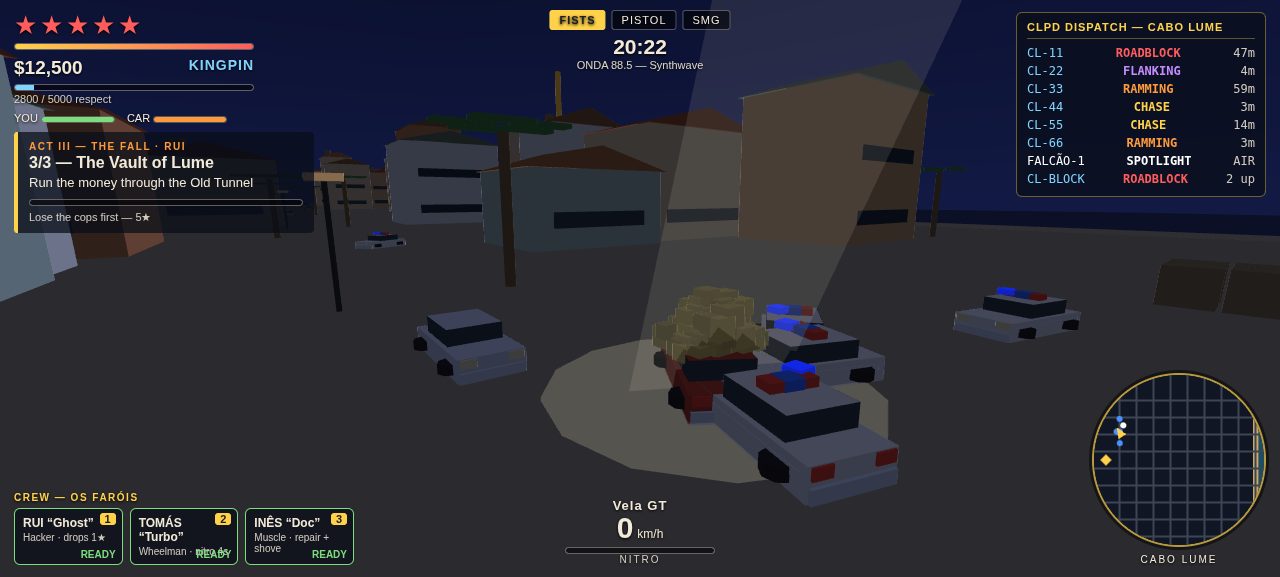 ★★★★★
$12,500 KINGPIN
2800 / 5000 respect
YOU CAR
ACT III — THE FALL · RUI
3/3 — The Vault of Lume
Run the money through the Old Tunnel
Lose the cops first — 5★
FISTS PISTOL SMG
20:22
ONDA 88.5 — Synthwave
CLPD DISPATCH — CABO LUME
CL-11 ROADBLOCK 47m
CL-22 FLANKING 4m
CL-33 RAMMING 59m
CL-44 CHASE 3m
CL-55 CHASE 14m
CL-66 RAMMING 3m
FALCÃO-1 SPOTLIGHT AIR
CL-BLOCK ROADBLOCK 2 up
CREW — OS FARÓIS
RUI “Ghost” 1
Hacker · drops 1★
READY
TOMÁS 2
“Turbo”
Wheelman ·
READY
INÊS “Doc” 3
Muscle · repair +
shove
READY
Vela GT
0 km/h
NITRO
CABO LUME